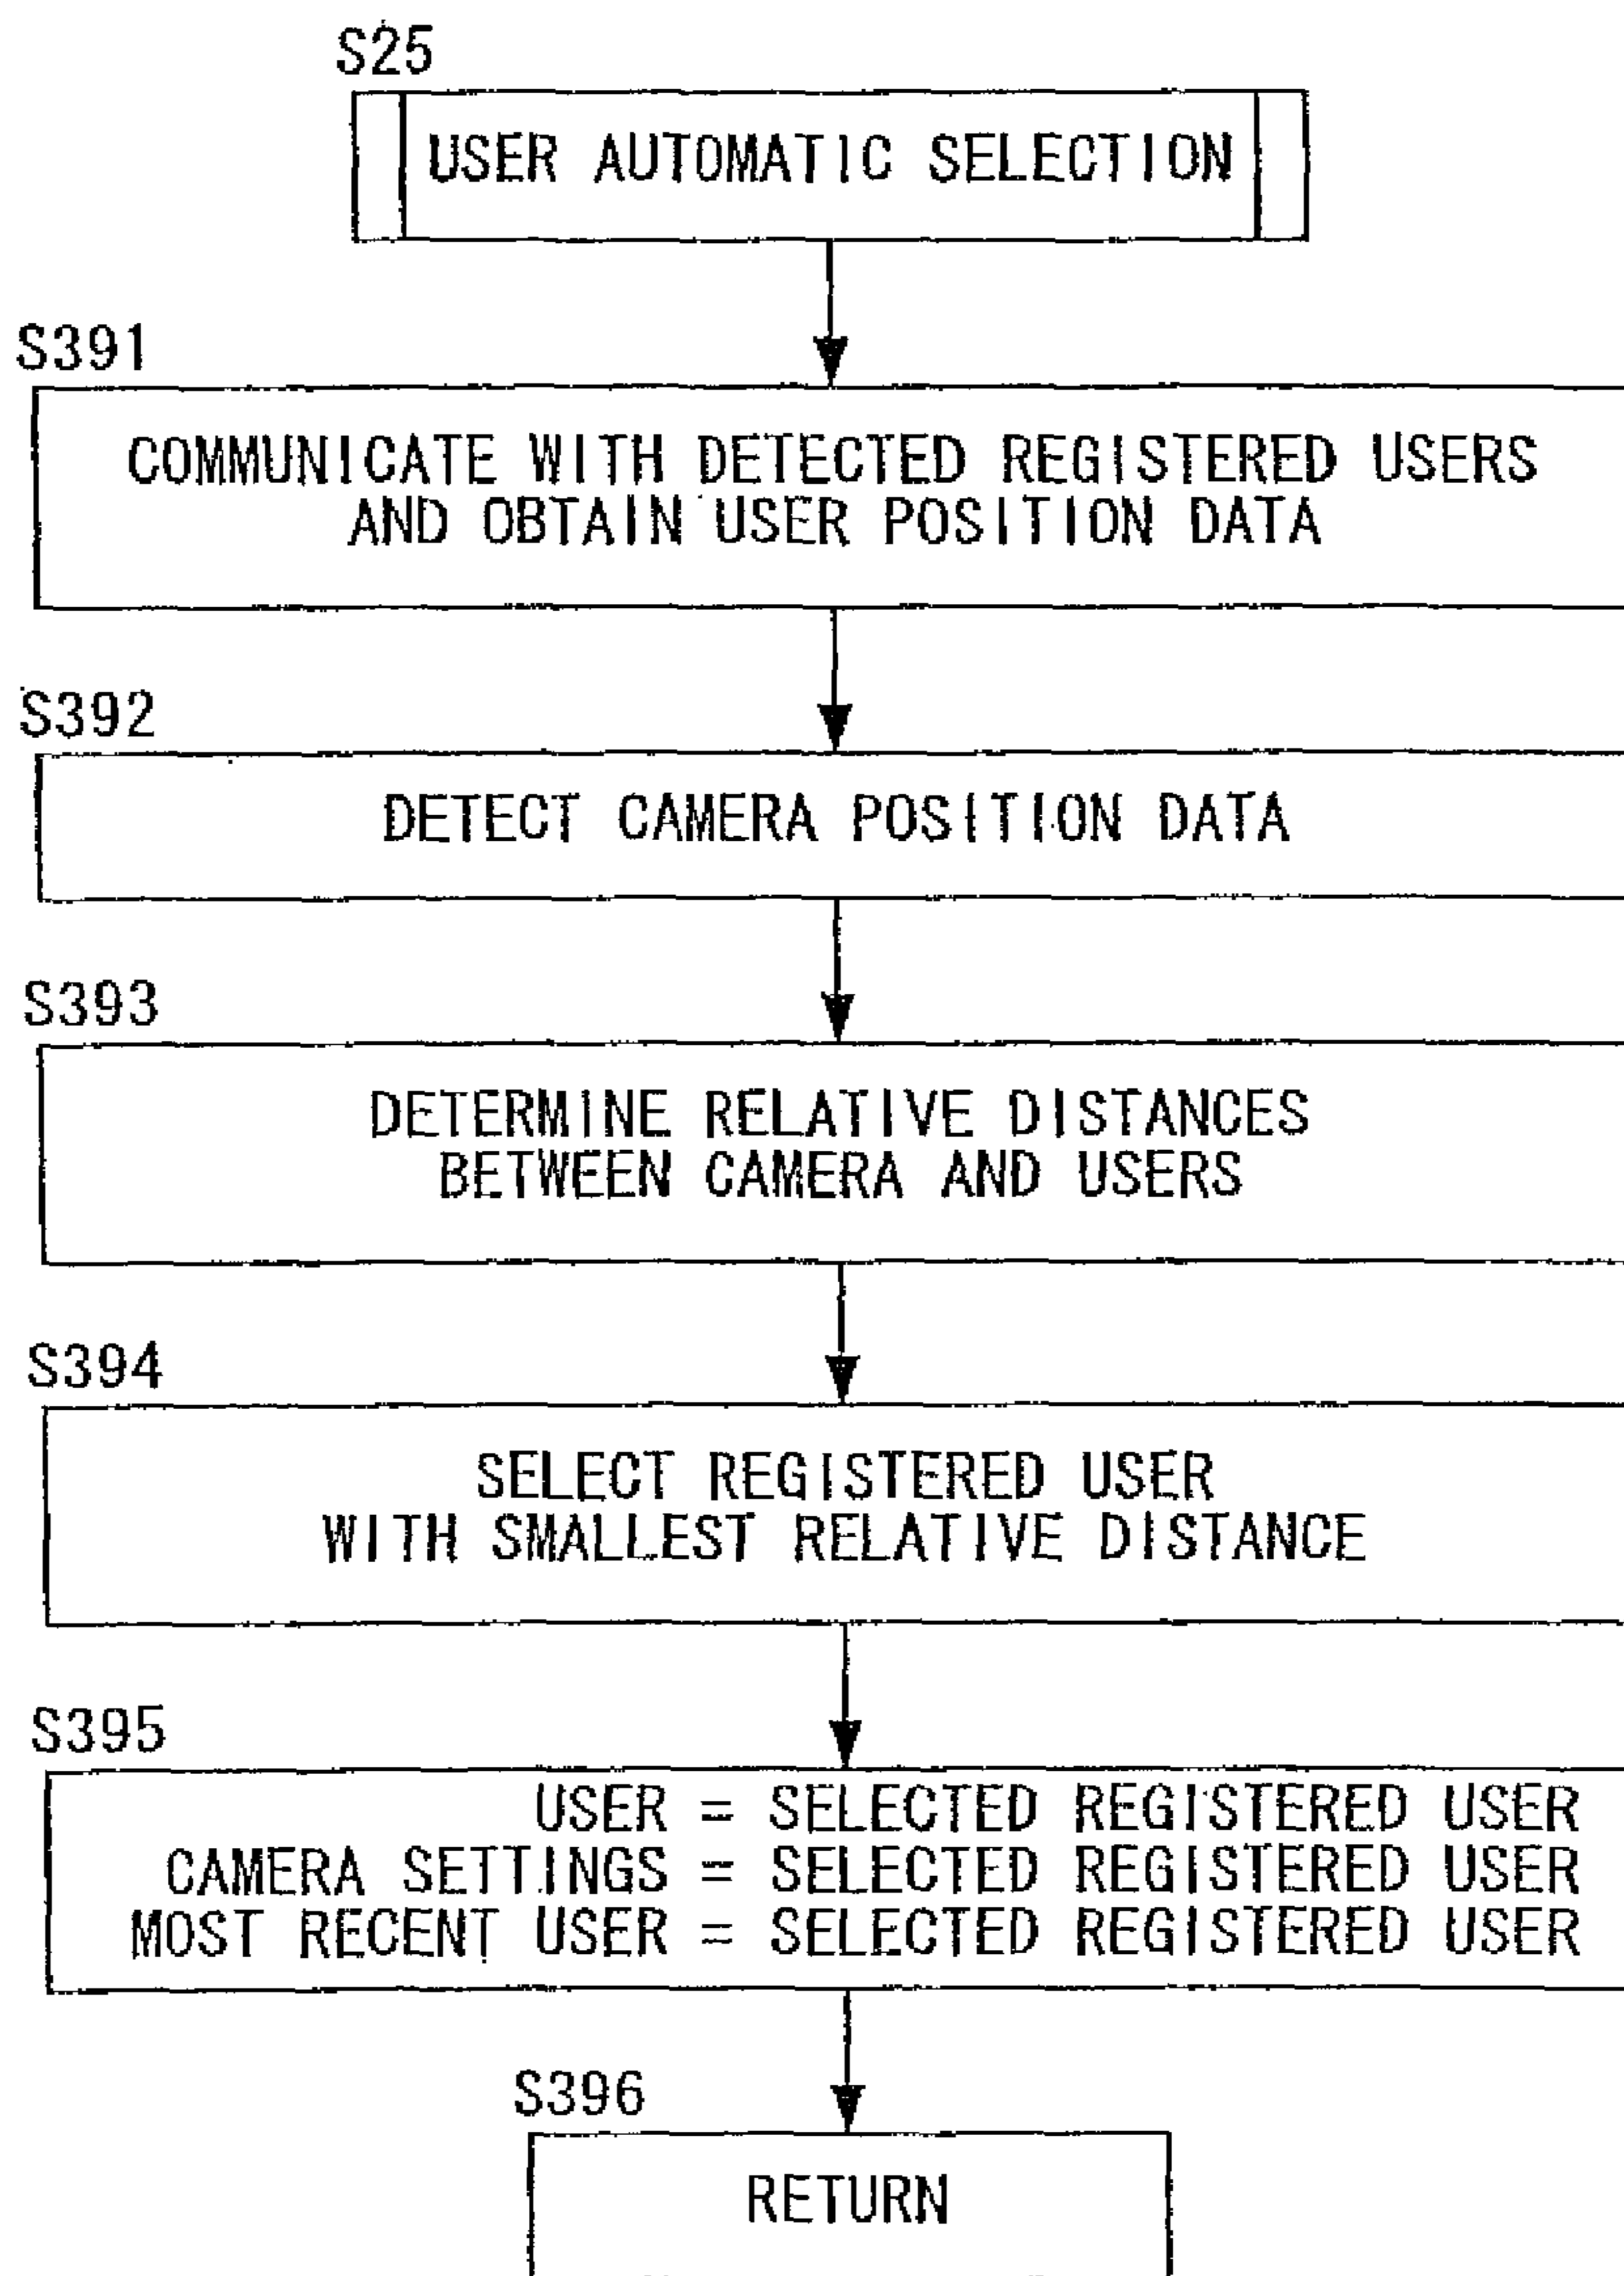 S25
USER AUTOMATIC SELECTION
S391
COMMUNICATE WITH DETECTED REGISTERED USERS
AND OBTAIN USER POSITION DATA
S392
DETECT CAMERA POSITION DATA
S393
DETERMINE RELATIVE DISTANCES
BETWEEN CAMERA AND USERS
S394
SELECT REGISTERED USER
WITH SMALLEST RELATIVE DISTANCE
S395
USER = SELECTED REGISTERED USER
CAMERA SETTINGS = SELECTED REGISTERED USER
MOST RECENT USER = SELECTED REGISTERED USER
S396
RETURN